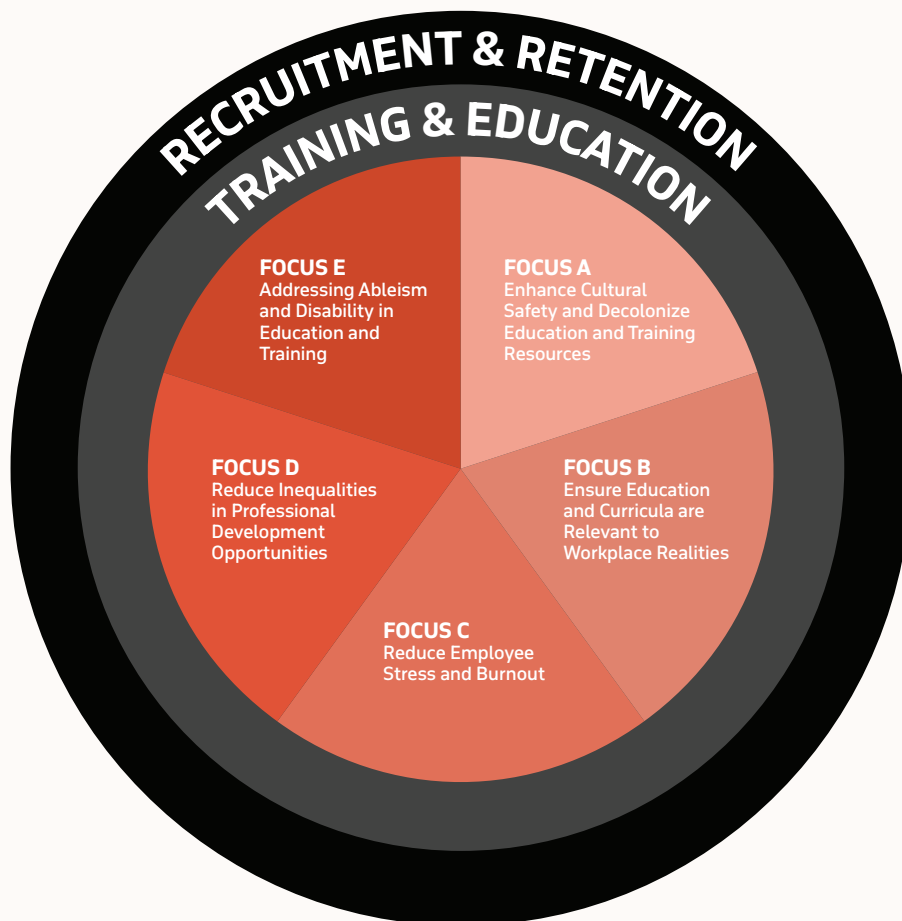 RECRUITMENT & RETENTION
TRAINING & EDUCATION
FOCUS A
Enhance Cultural
Safety and Decolonize
Education and Training
Resources
FOCUS B
Ensure Education
and Curricula are
Relevant to
Workplace Realities
FOCUS C
Reduce Employee
Stress and Burnout
FOCUS D
Reduce Inequalities
in Professional
Development
Opportunities
FOCUS E
Addressing Ableism
and Disability in
Education and
Training